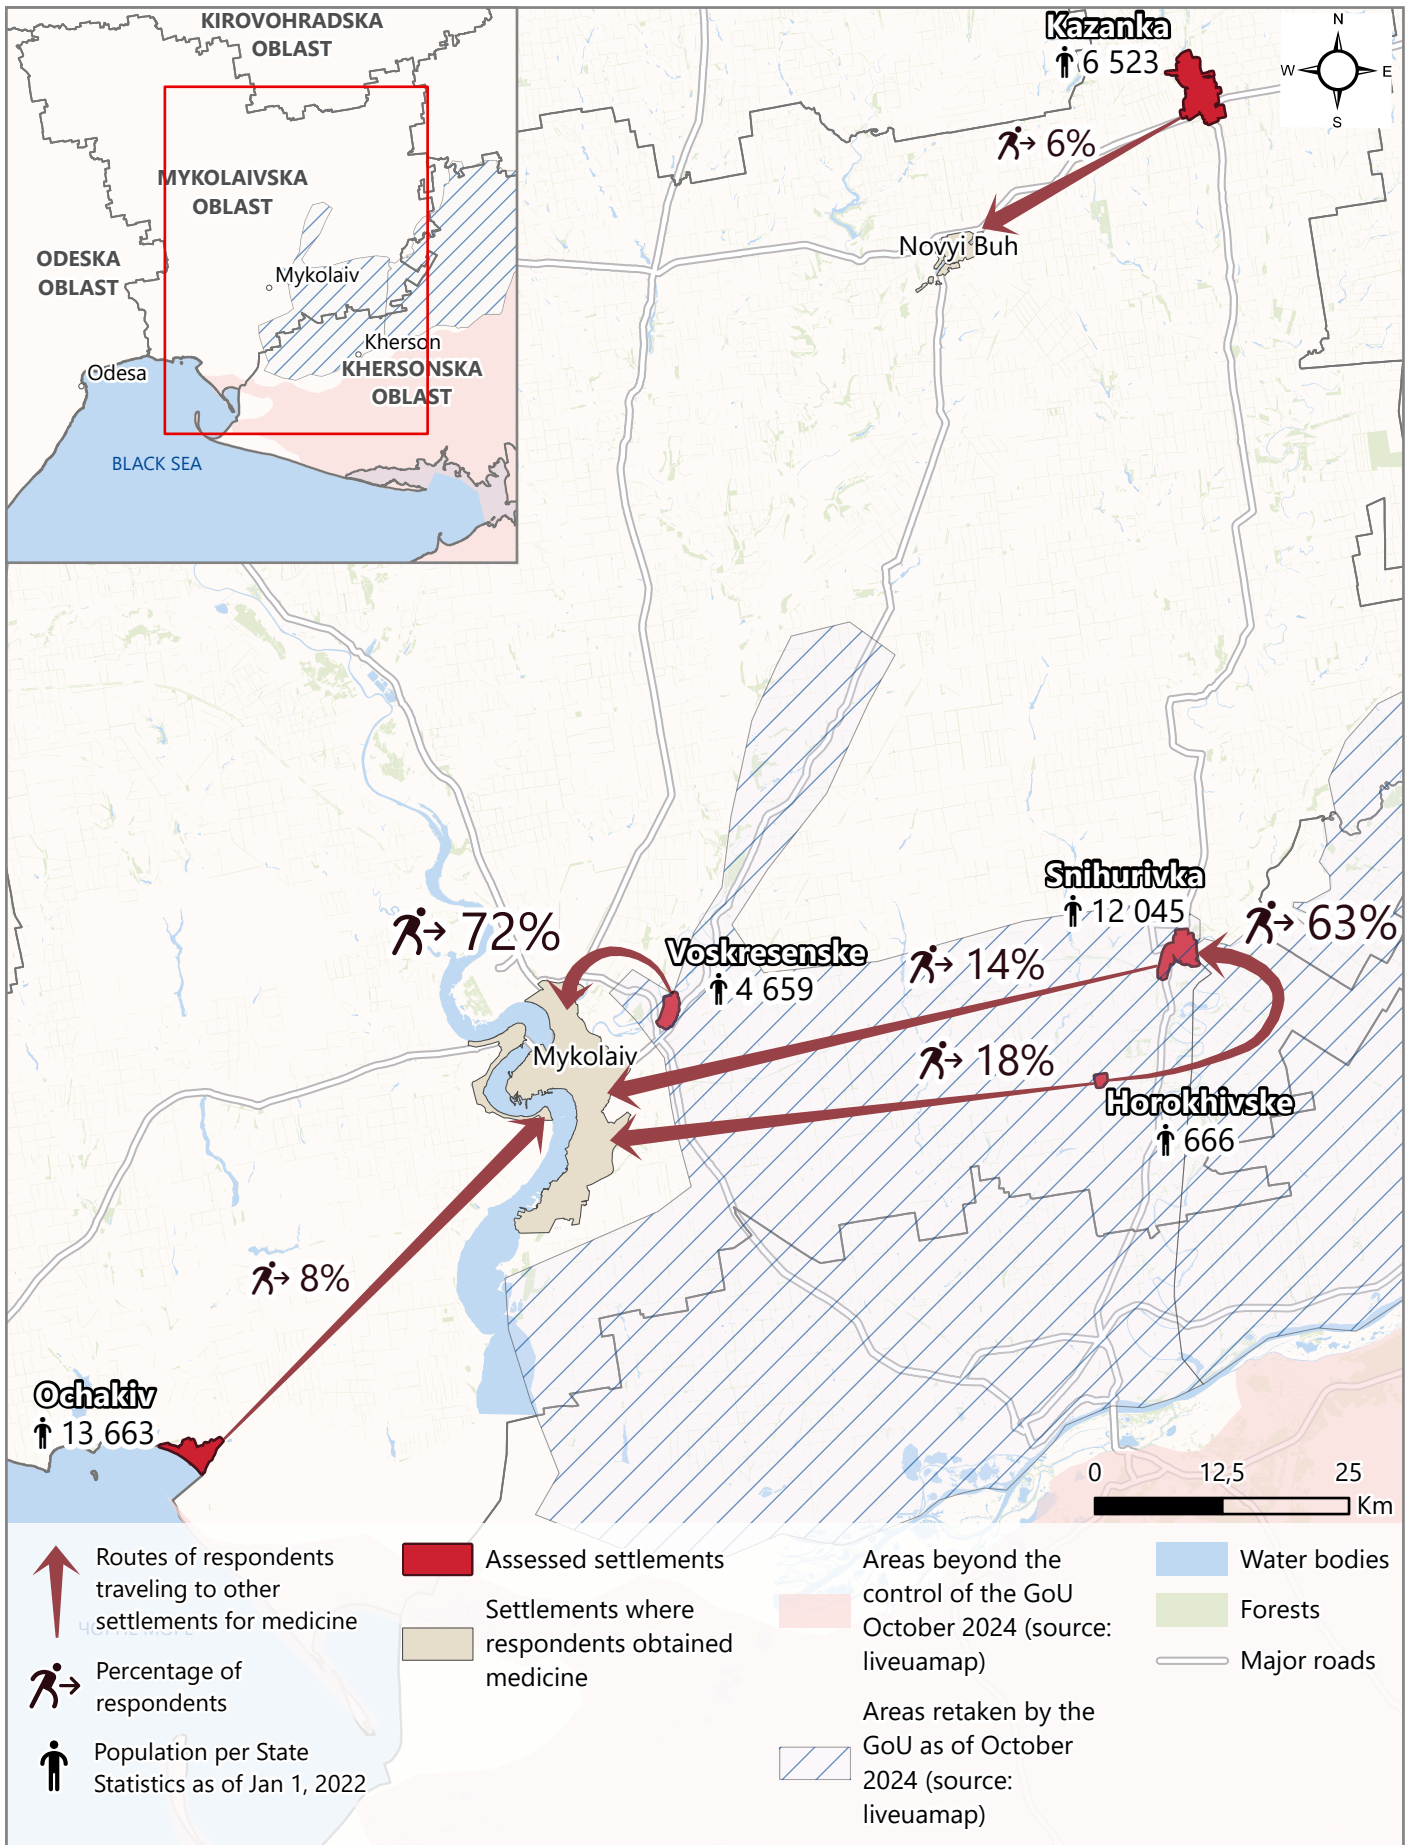 KIROVOHRADSKA
OBLAST
MYKOLAIVSKA
OBLAST
ODESKA
OBLAST
Mykolaiv
Kherson
KHERSONSKA
OBLAST
Odesa
BLACK SEA
Kazanka
6 523
N
W E
S
6%
Novyi Buh
Snihurivka
12 045
63%
72%
Voskresenske
4 659
14%
Mykolaiv
18%
Horokhivske
666
8%
Ochakiv
13 663
0 12,5 25
Km
Routes of respondents
traveling to other
settlements for medicine
Percentage of
respondents
Population per State
Statistics as of Jan 1, 2022
Assessed settlements
Settlements where
respondents obtained
medicine
Areas beyond the
control of the GoU
October 2024 (source:
liveuamap)
Areas retaken by the
GoU as of October
2024 (source:
liveuamap)
Water bodies
Forests
Major roads